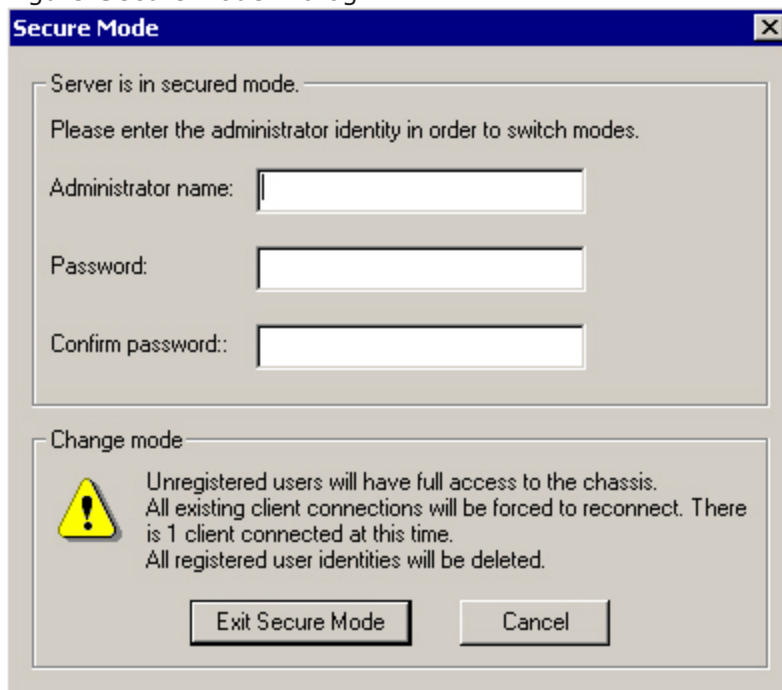 Secure Mode
Server is in secured mode.
Please enter the administrator identity in order to switch modes.
Administrator name:
Password:
Confirm password::
Change mode
Unregistered users will have full access to the chassis.
All existing client connections will be forced to reconnect. There
is 1 client connected at this time.
All registered user identities will be deleted.
Exit Secure Mode
Cancel